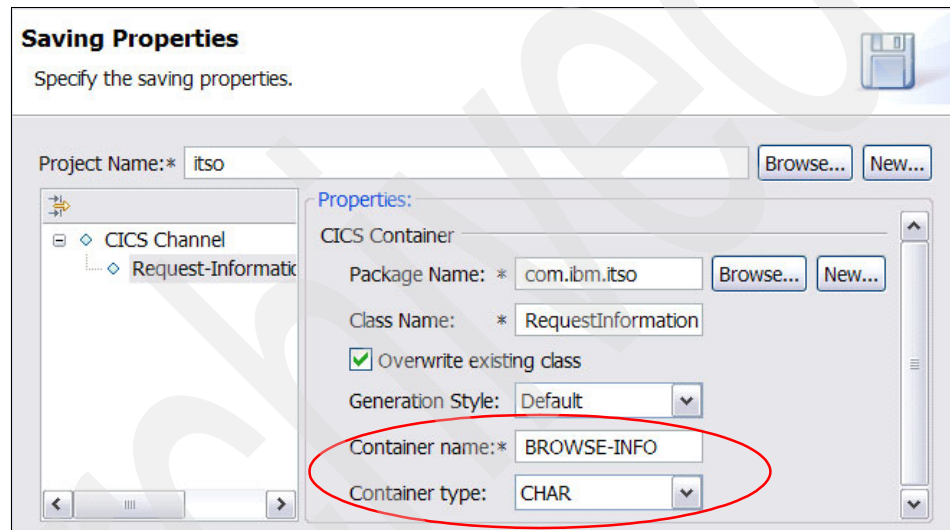 Saving Properties
Specify the saving properties.
Project Name:* itso Browse... New...
Properties:
CICS Channel
CICS Container
Request-Informatic
Package Name: * com.ibm.itso Browse... New...
Class Name: * RequestInformation
Overwrite existing class
Generation Style: Default
Container name:* BROWSE-INFO
Container type: CHAR